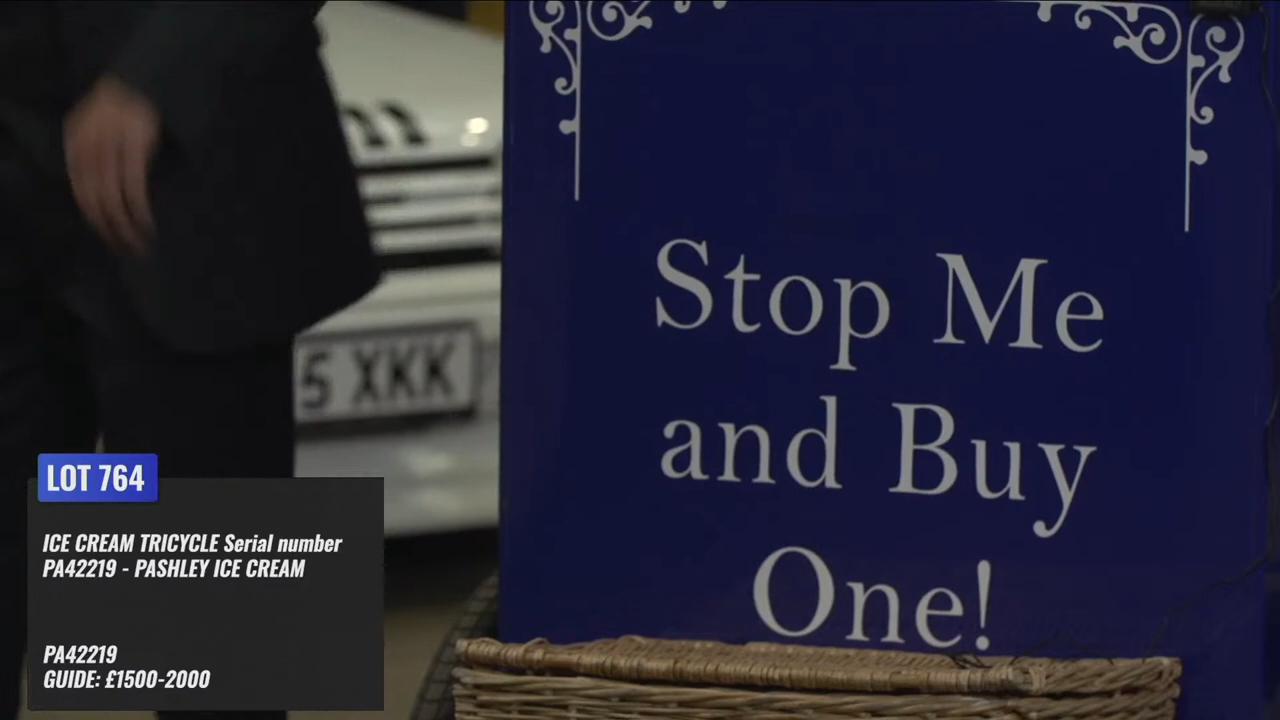 Stop Me
and Buy
One!
5 XKK
LOT 764
ICE CREAM TRICYCLE Serial number
PA42219 - PASHLEY ICE CREAM
PA42219
GUIDE: £1500-2000